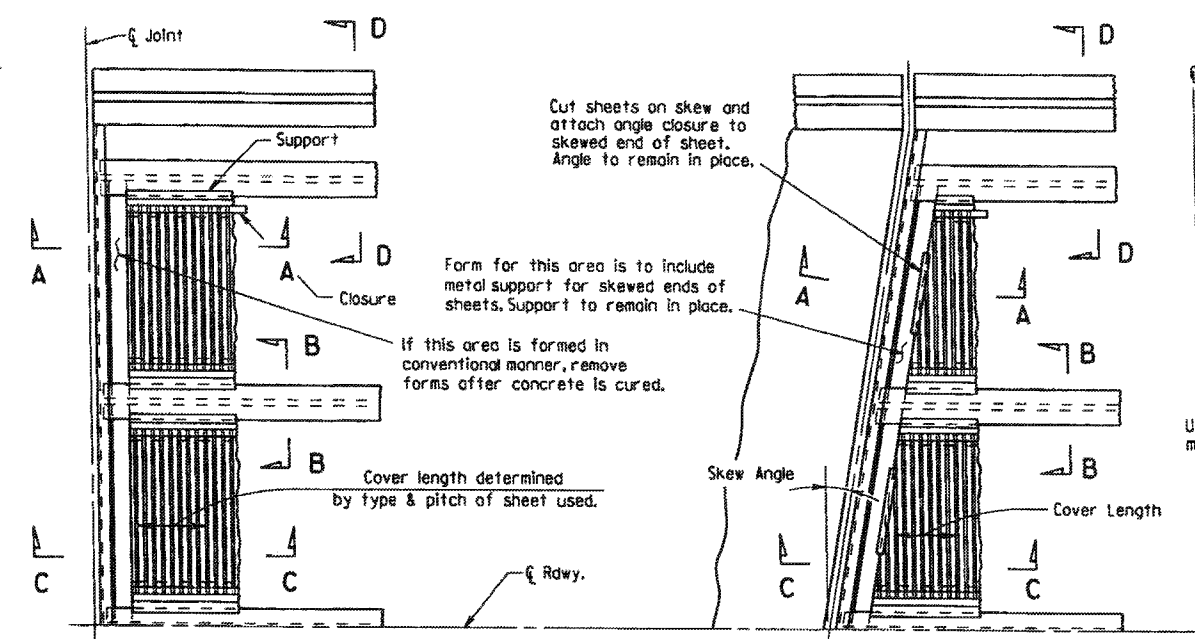 ℄ Joint
D
Support
A
A
D
Closure
B
If this area is formed in
conventional manner, remove
forms after concrete is cured.
B
Cover length determined
by type & pitch of sheet used.
C
C
℄ Rdwy.
D
Cut sheets on skew and
attach angle closure to
skewed end of sheet.
Angle to remain in place.
D
Form for this area is to include
metal support for skewed ends of
sheets. Support to remain in place.
A
A
B
B
Skew Angle
Cover Length
C
C